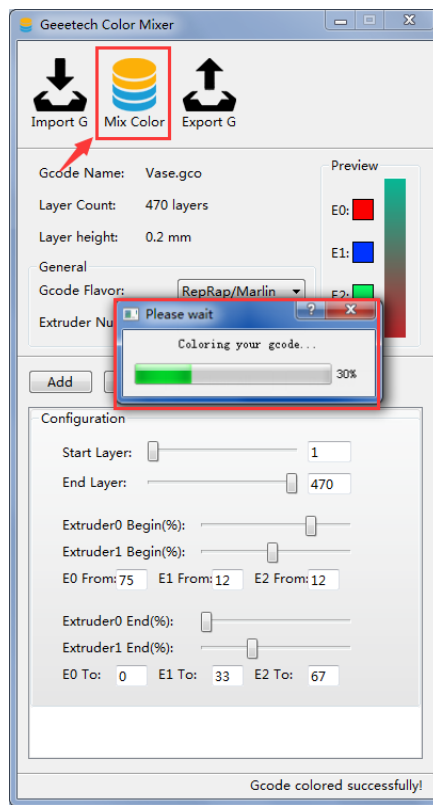 Geeetech Color Mixer
Import G Mix Color Export G
Gcode Name: Vase.gco
Layer Count: 470 layers
Layer height: 0.2 mm
Preview
E0:
E1:
E2:
General
Gcode Flavor: RepRap/Marlin
Extruder Nu
Please wait
Coloring your gcode...
30%
Add
Configuration
Start Layer: 1
End Layer: 470
Extruder0 Begin(%):
Extruder1 Begin(%):
E0 From: 75 E1 From: 12 E2 From: 12
Extruder0 End(%):
Extruder1 End(%):
E0 To: 0 E1 To: 33 E2 To: 67
Gcode colored successfully!